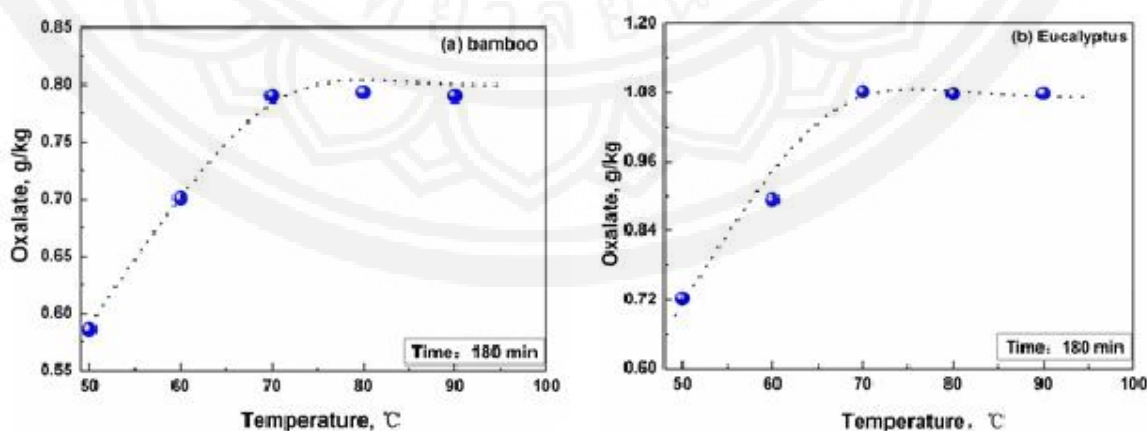 0.85
(a) bamboo
0.80
0.75
0.70
0.65
0.60
0.55
Oxalate, g/kg
Time: 180 min
50 60 70 80 90 100
Temperature, ℃
1.20
(b) Eucalyptus
1.08
0.96
0.84
0.72
0.60
Oxalate, g/kg
Time: 180 min
50 60 70 80 90 100
Temperature, ℃